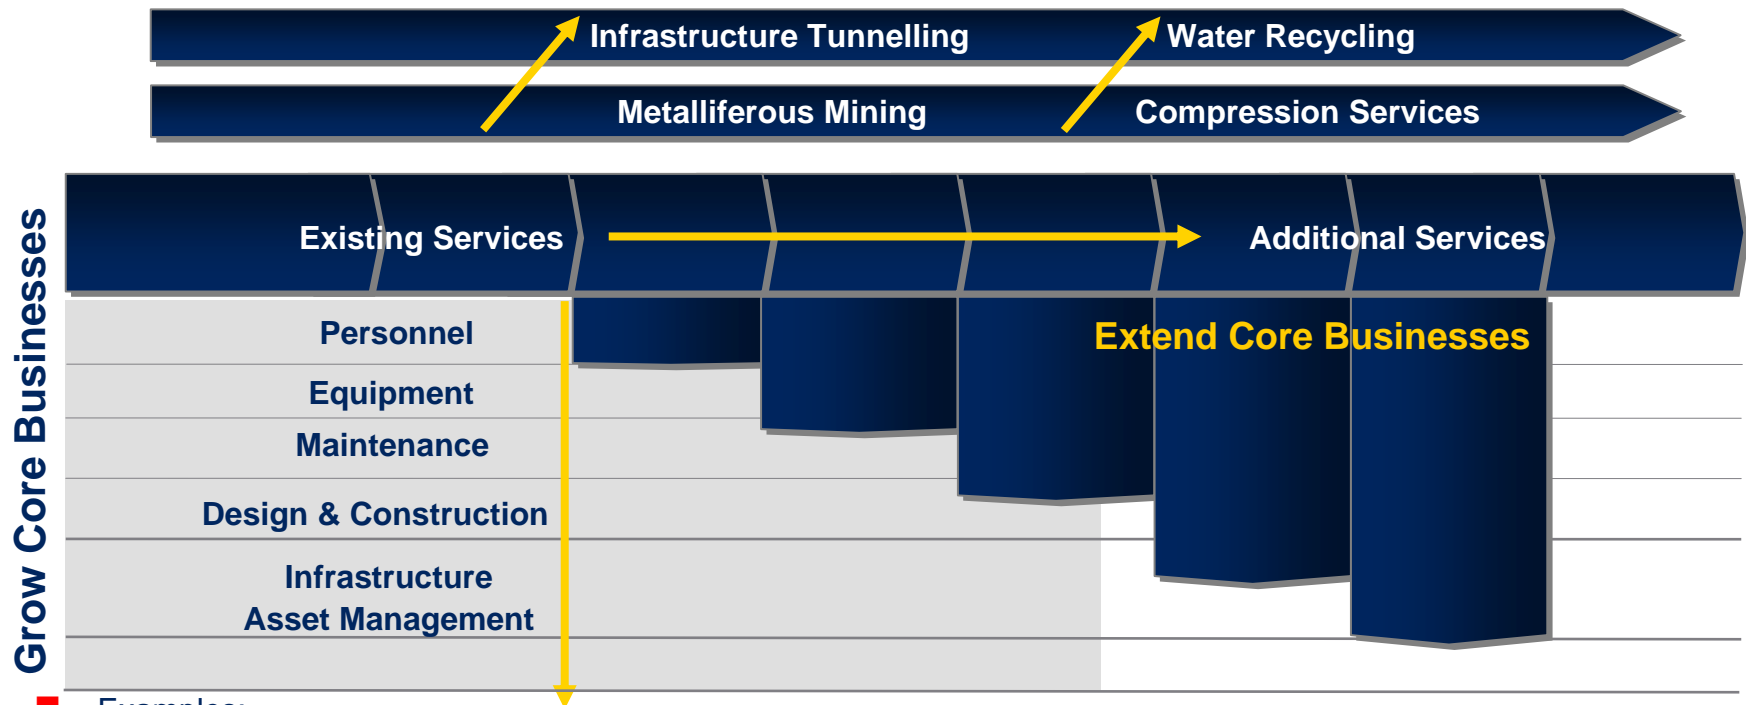 Infrastructure Tunnelling
Water Recycling
Metalliferous Mining
Compression Services
Grow Core Businesses
Existing Services
Additional Services
Extend Core Businesses
Personnel
Equipment
Maintenance
Design & Construction
Infrastructure
Asset Management
Examples: